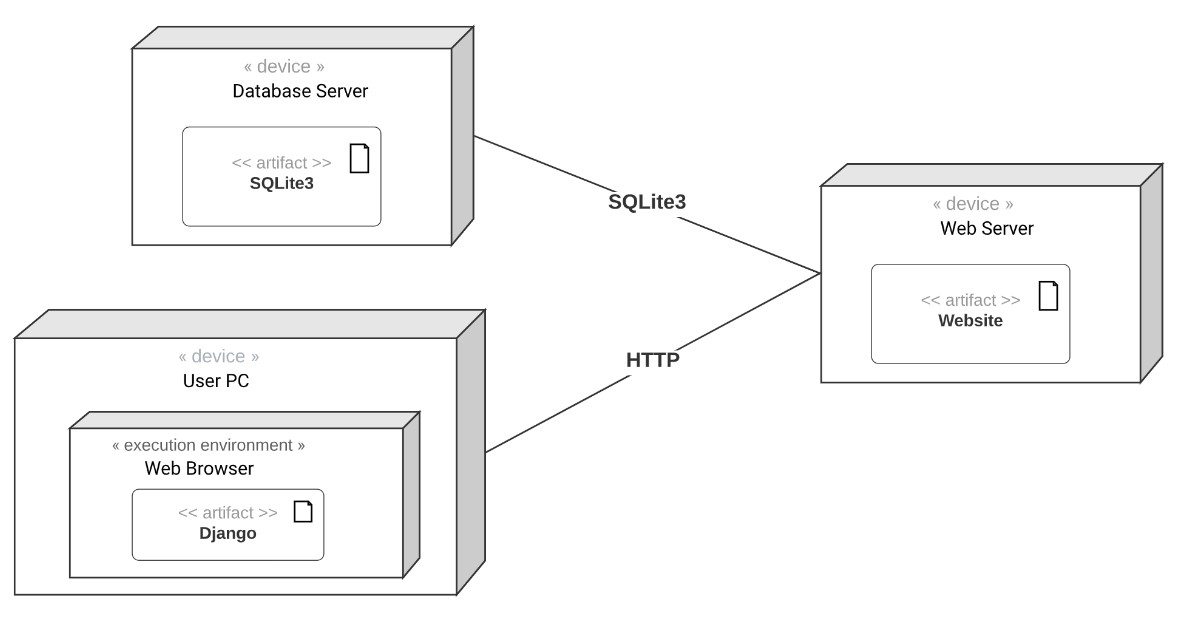 « device »
Database Server
<< artifact >>
SQLite3
SQLite3
« device »
Web Server
<< artifact >>
Website
HTTP
« device »
User PC
« execution environment »
Web Browser
<< artifact >>
Django